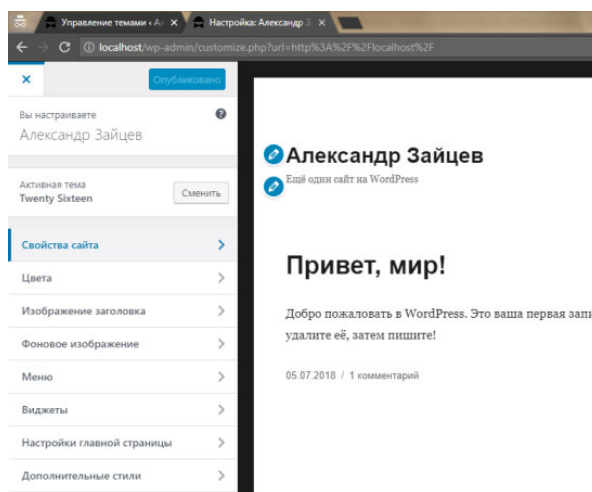 Управление темами ‹ Ал
Настройка: Александр З
localhost/wp-admin/customize.php?url=http%3A%2F%2Flocalhost%2F
Опубликовано
Вы настраиваете
Александр Зайцев
Активная тема
Twenty Sixteen
Сменить
Свойства сайта
Цвета
Изображение заголовка
Фоновое изображение
Меню
Виджеты
Настройки главной страницы
Дополнительные стили
Александр Зайцев
Ещё один сайт на WordPress
Привет, мир!
Добро пожаловать в WordPress. Это ваша первая запи
удалите её, затем пишите!
05.07.2018 / 1 комментарий